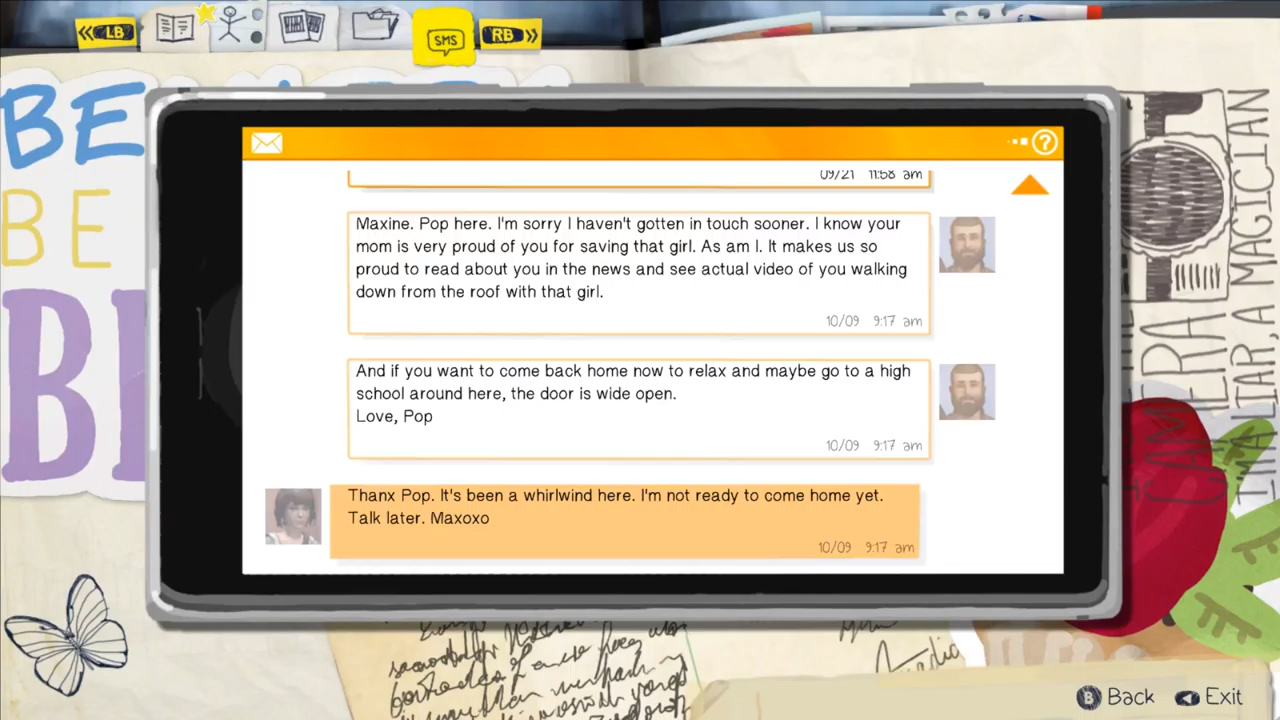 LB
SMS
RB
BE
BE
BE
?
09/21 11:58 am
Maxine. Pop here. I'm sorry I haven't gotten in touch sooner. I know your
mom is very proud of you for saving that girl. As am I. It makes us so
proud to read about you in the news and see actual video of you walking
down from the roof with that girl.
10/09 9:17 am
And if you want to come back home now to relax and maybe go to a high
school around here, the door is wide open.
Love, Pop
10/09 9:17 am
Thanx Pop. It's been a whirlwind here. I'm not ready to come home yet.
Talk later. Maxoxo
10/09 9:17 am
A MAGICIAN
B Back
Exit